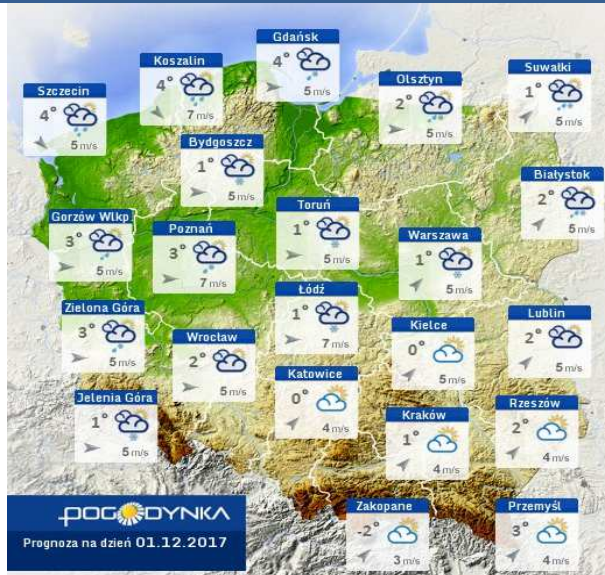 Gdańsk
4°
5 m/s
Koszalin
4°
7 m/s
Suwałki
1°
5 m/s
Olsztyn
2°
5 m/s
Szczecin
4°
5 m/s
Bydgoszcz
1°
5 m/s
Białystok
2°
5 m/s
Toruń
1°
5 m/s
Gorzów Wlkp
3°
5 m/s
Poznań
3°
7 m/s
Warszawa
1°
5 m/s
Łódź
1°
7 m/s
Zielona Góra
3°
5 m/s
Lublin
2°
5 m/s
Kielce
0°
5 m/s
Wrocław
2°
5 m/s
Katowice
0°
4 m/s
Jelenia Góra
1°
5 m/s
Rzeszów
2°
4 m/s
Kraków
1°
4 m/s
Zakopane
-2°
3 m/s
Przemyśl
3°
4 m/s
POGODYNKA
Prognoza na dzień 01.12.2017